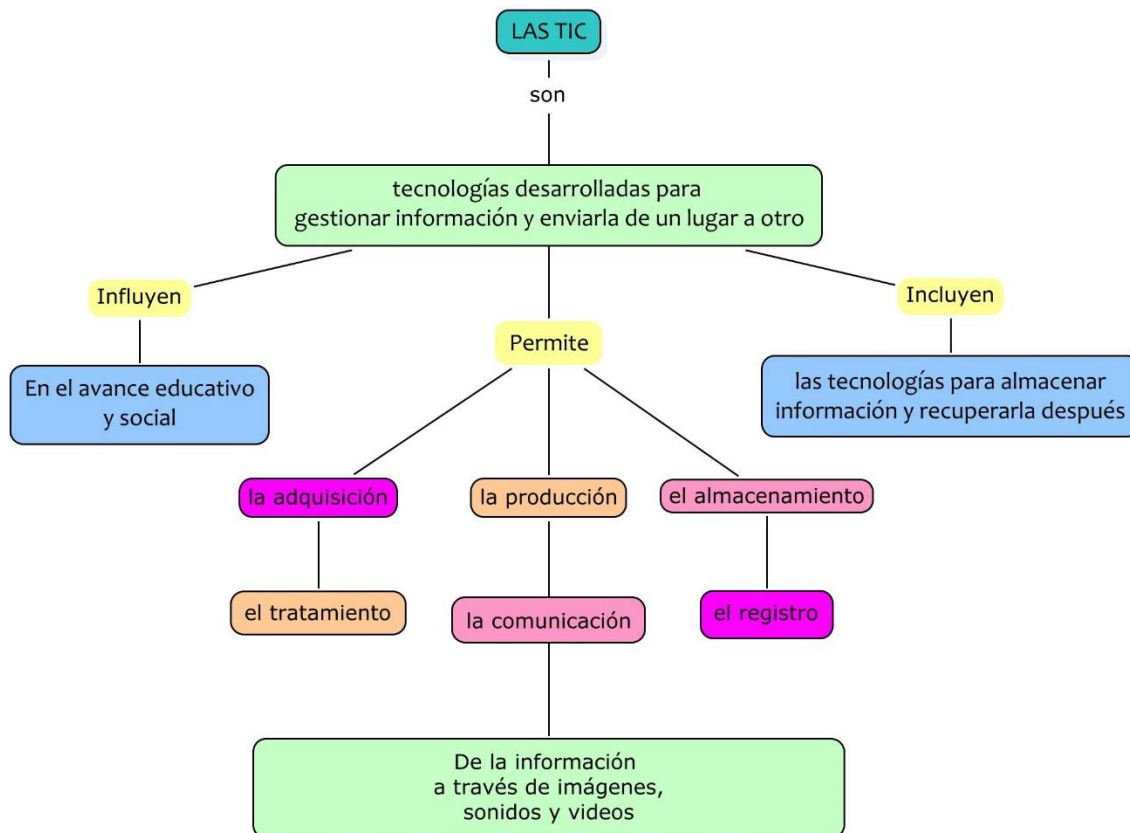 LAS TIC
son
tecnologías desarrolladas para
gestionar información y enviarla de un lugar a otro
Influyen
Incluyen
Permite
En el avance educativo
y social
las tecnologías para almacenar
información y recuperarla después
la adquisición
la producción
el almacenamiento
el tratamiento
la comunicación
el registro
De la información
a través de imágenes,
sonidos y videos